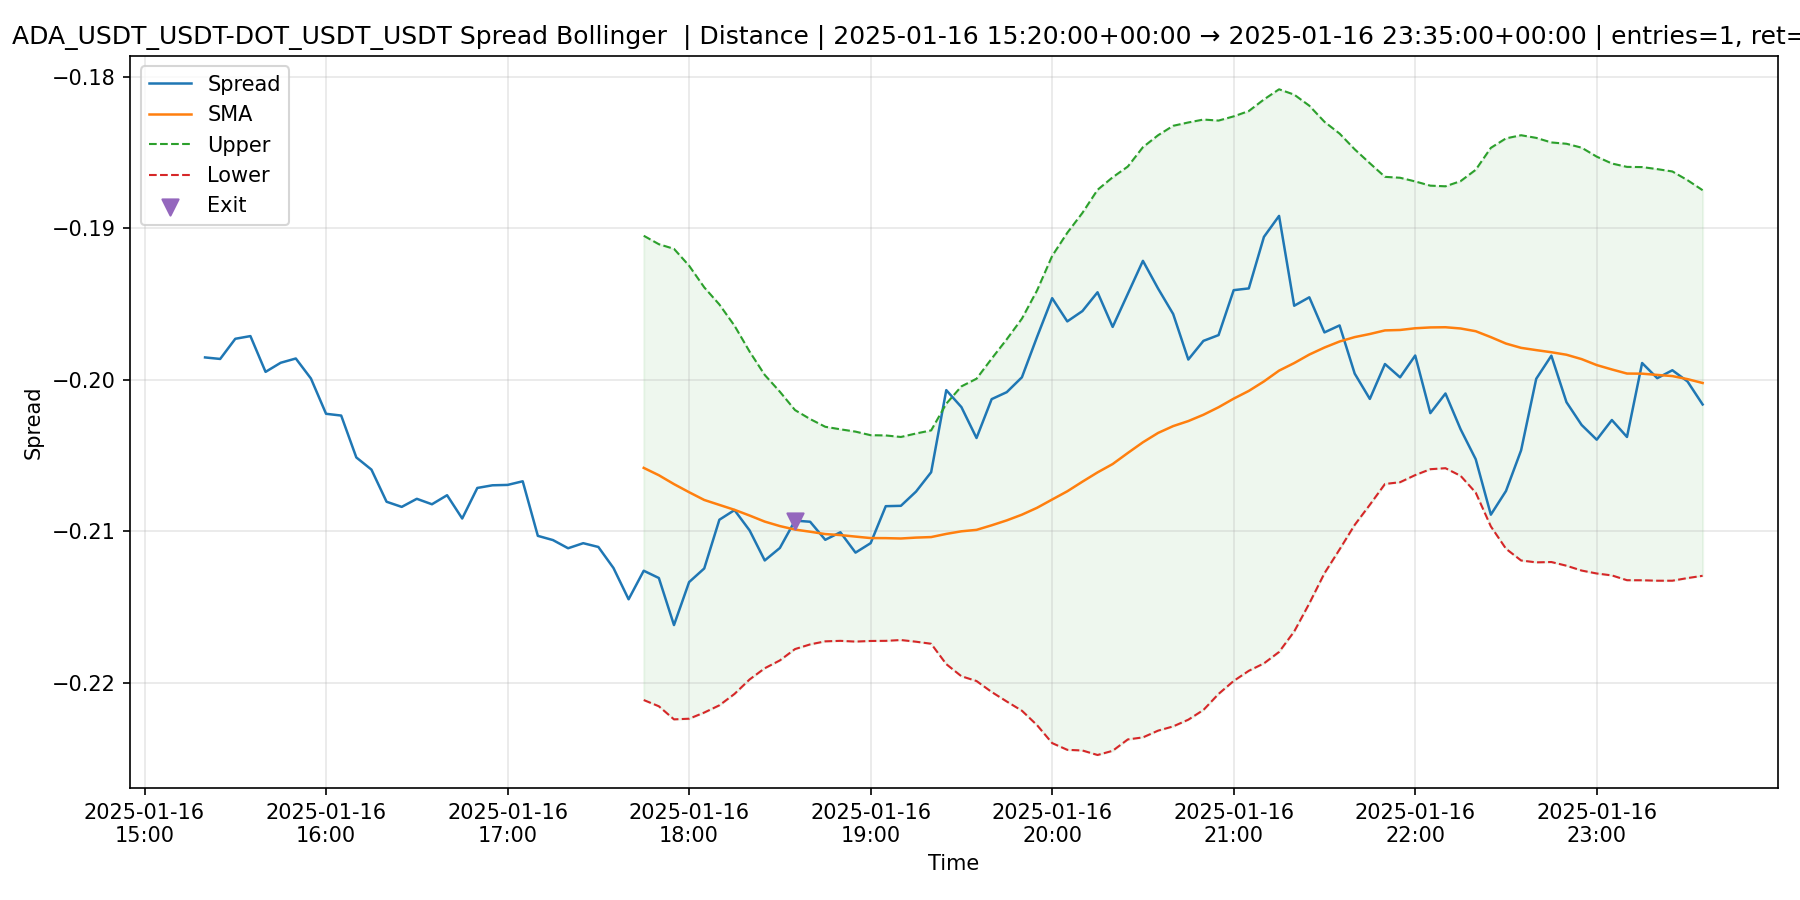 ADA_USDT_USDT-DOT_USDT_USDT Spread Bollinger | Distance | 2025-01-16 15:20:00+00:00 → 2025-01-16 23:35:00+00:00 | entries=1, ret=
−0.18
−0.19
−0.20
−0.21
−0.22
Spread
Spread
SMA
Upper
Lower
Exit
2025-01-16
15:00
2025-01-16
16:00
2025-01-16
17:00
2025-01-16
18:00
2025-01-16
19:00
2025-01-16
20:00
2025-01-16
21:00
2025-01-16
22:00
2025-01-16
23:00
Time